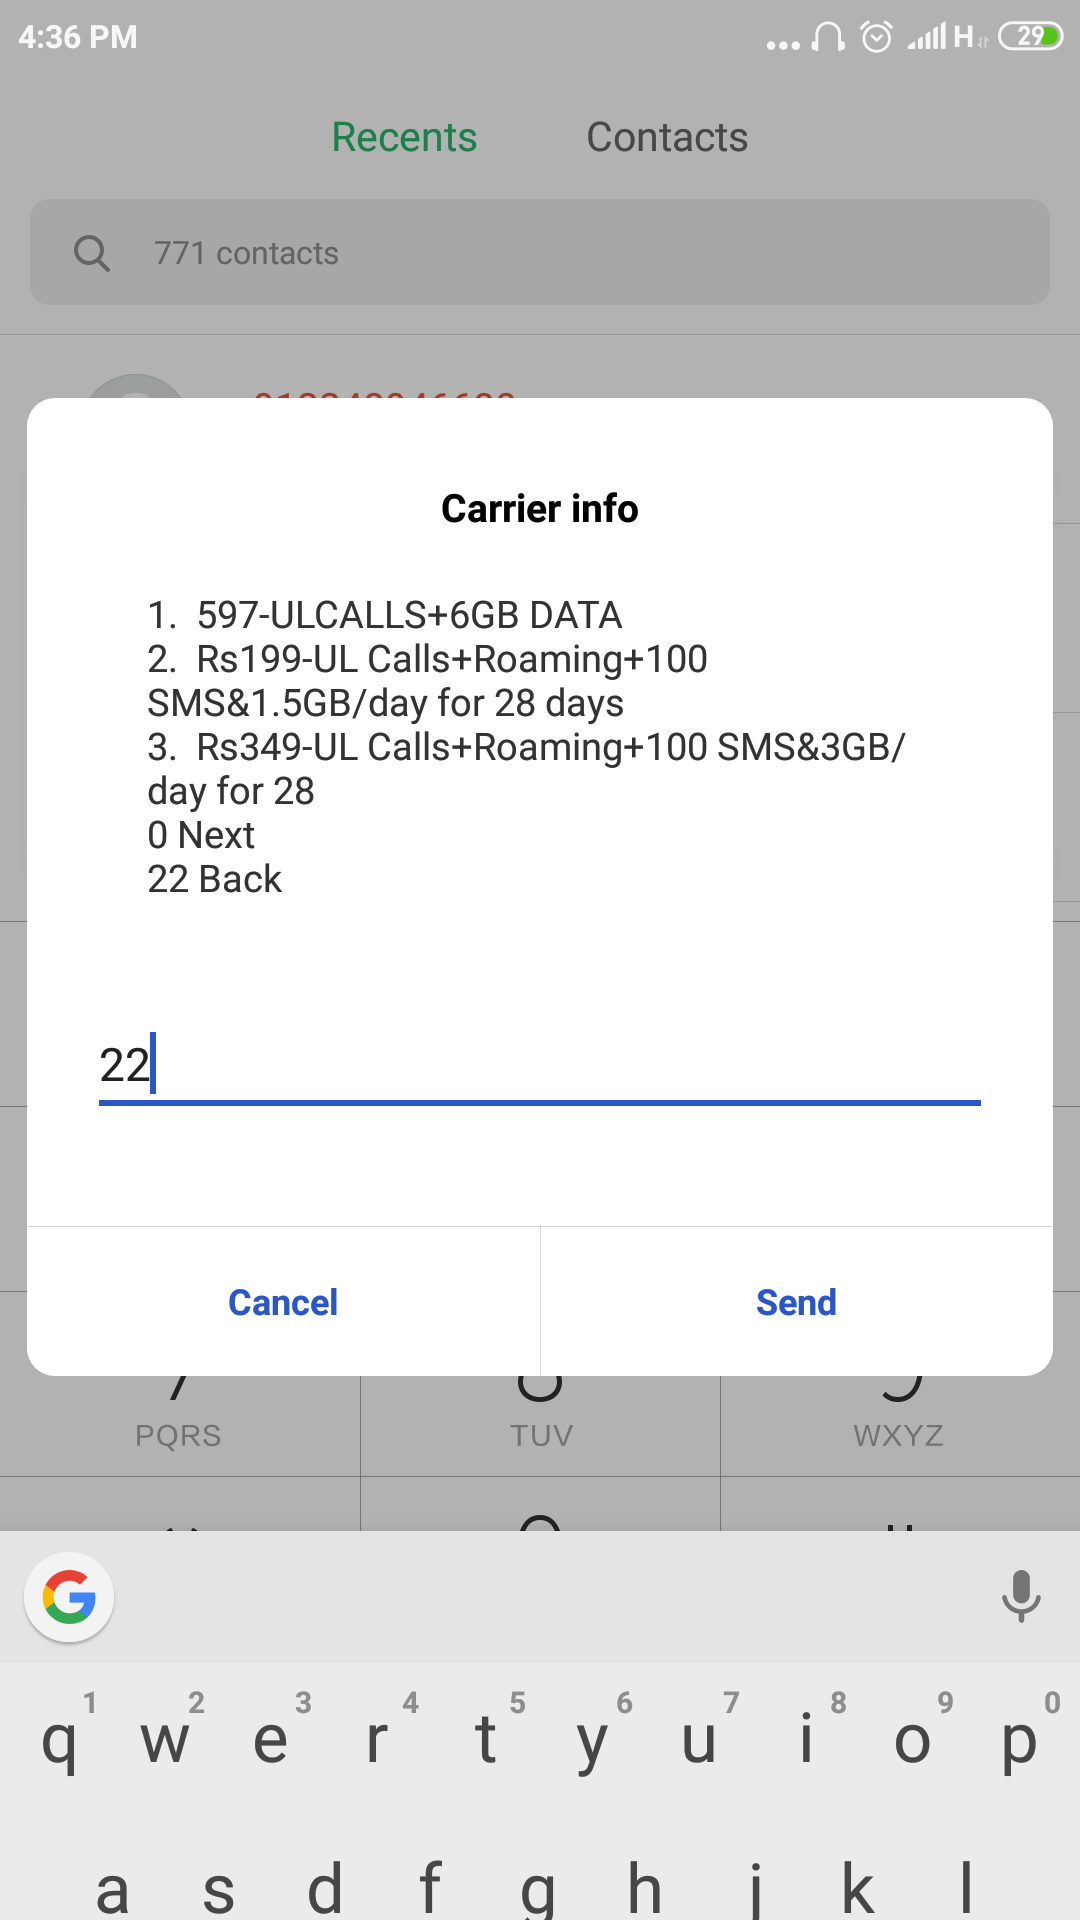 4:36 PM
H 29
Recents Contacts
771 contacts
Carrier info
1. 597-ULCALLS+6GB DATA
2. Rs199-UL Calls+Roaming+100
SMS&1.5GB/day for 28 days
3. Rs349-UL Calls+Roaming+100 SMS&3GB/
day for 28
0 Next
22 Back
22
Cancel Send
PQRS TUV WXYZ
1 2 3 4 5 6 7 8 9 0
q w e r t y u i o p
a s d f g h j k l